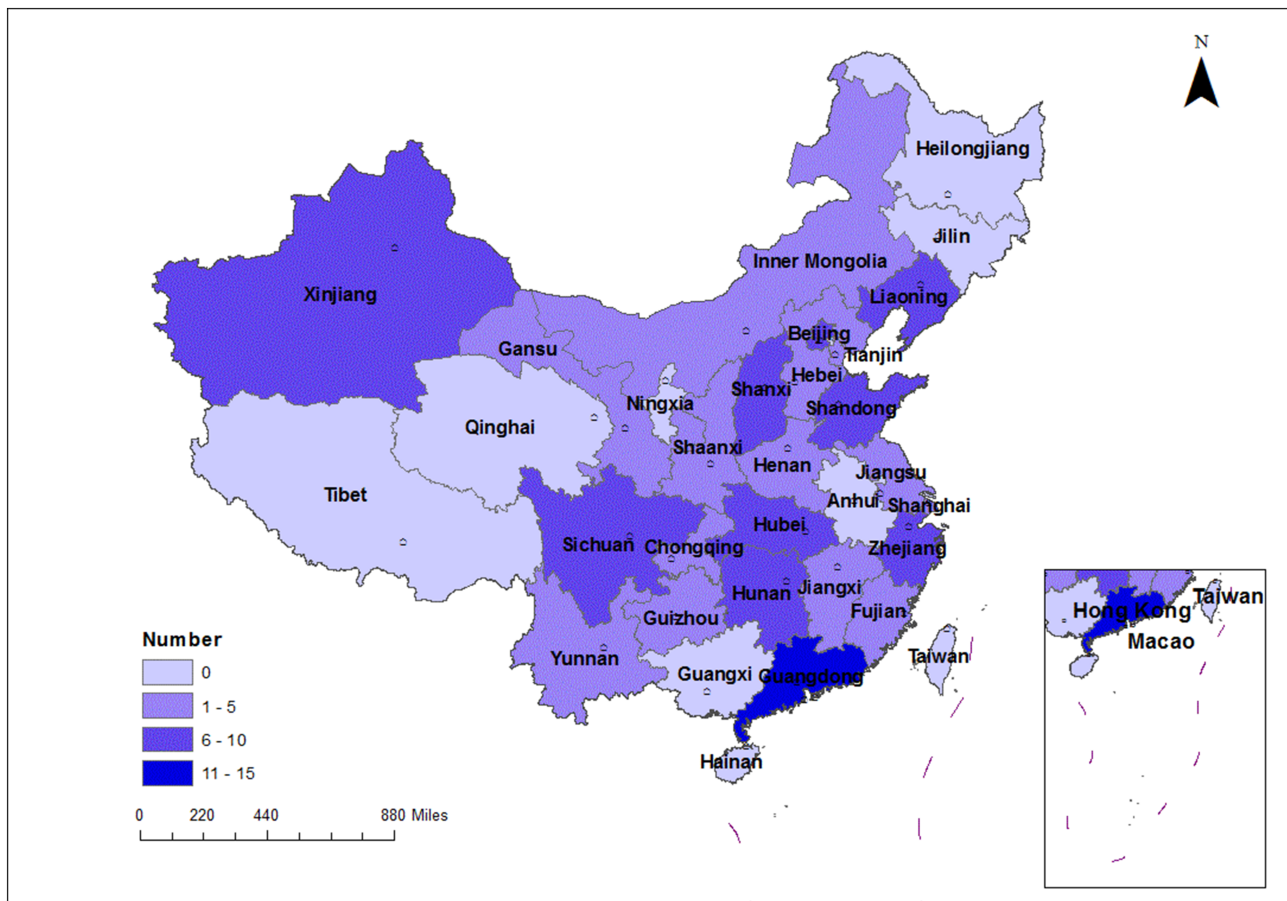 N
Heilongjiang
Jilin
Inner Mongolia
Xinjiang
Liaoning
Beijing
Gansu
Tianjin
Hebei
Shanxi
Ningxia
Shandong
Qinghai
Shaanxi
Henan
Jiangsu
Tibet
Anhui
Shanghai
Hubei
Sichuan
Chongqing
Zhejiang
Hunan
Jiangxi
Fujian
Guizhou
Yunnan
Taiwan
Guangxi
Guangdong
Hainan
Number
0
1 - 5
6 - 10
11 - 15
0 220 440 880 Miles
Taiwan
Hong Kong
Macao